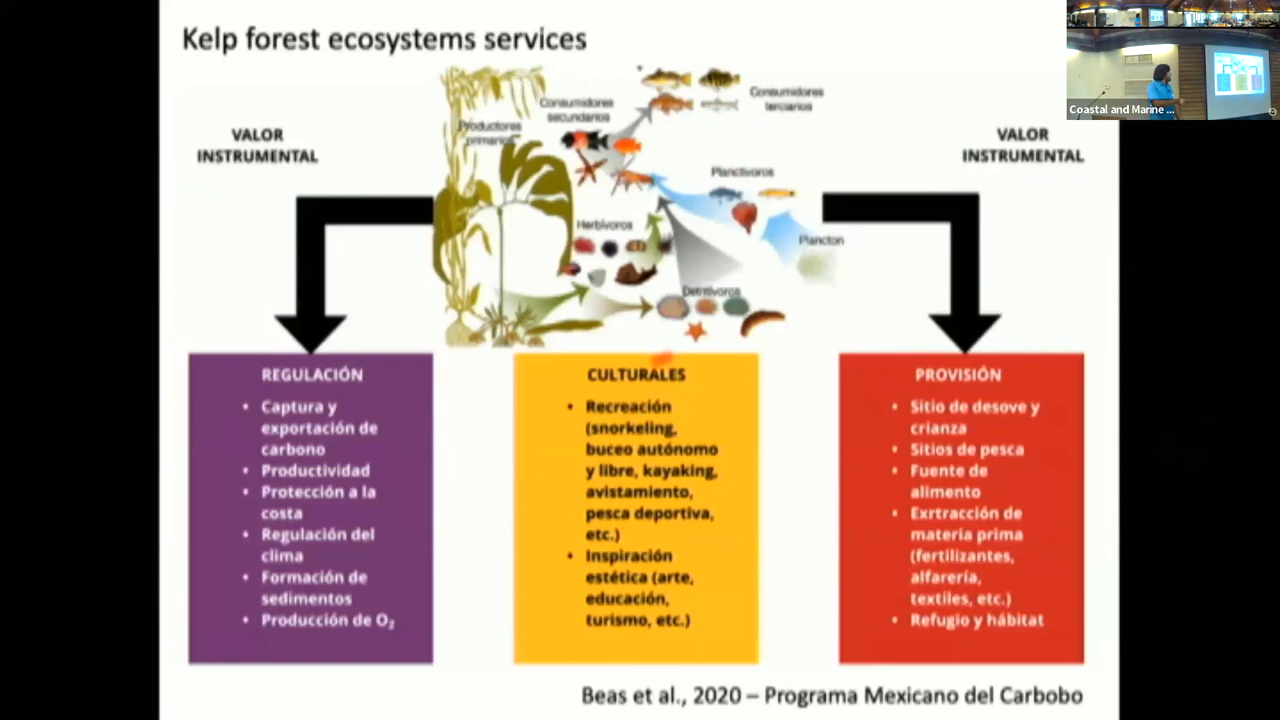 Kelp forest ecosystems services
Coastal and Marine ...
VALOR
INSTRUMENTAL
VALOR
INSTRUMENTAL
Productores
primarios
Consumidores
secundarios
Consumidores
terciarios
Planctívoros
Herbívoros
Plancton
Detritívoros
REGULACIÓN
• Captura y
exportación de
carbono
• Productividad
• Protección a la
costa
• Regulación del
clima
• Formación de
sedimentos
• Producción de O₂
CULTURALES
• Recreación
(snorkeling,
buceo autónomo
y libre, kayaking,
avistamiento,
pesca deportiva,
etc.)
• Inspiración
estética (arte,
educación,
turismo, etc.)
PROVISIÓN
• Sitio de desove y
crianza
• Sitios de pesca
• Fuente de
alimento
• Exrtracción de
materia prima
(fertilizantes,
alfarería,
textiles, etc.)
• Refugio y hábitat
Beas et al., 2020 – Programa Mexicano del Carbobo